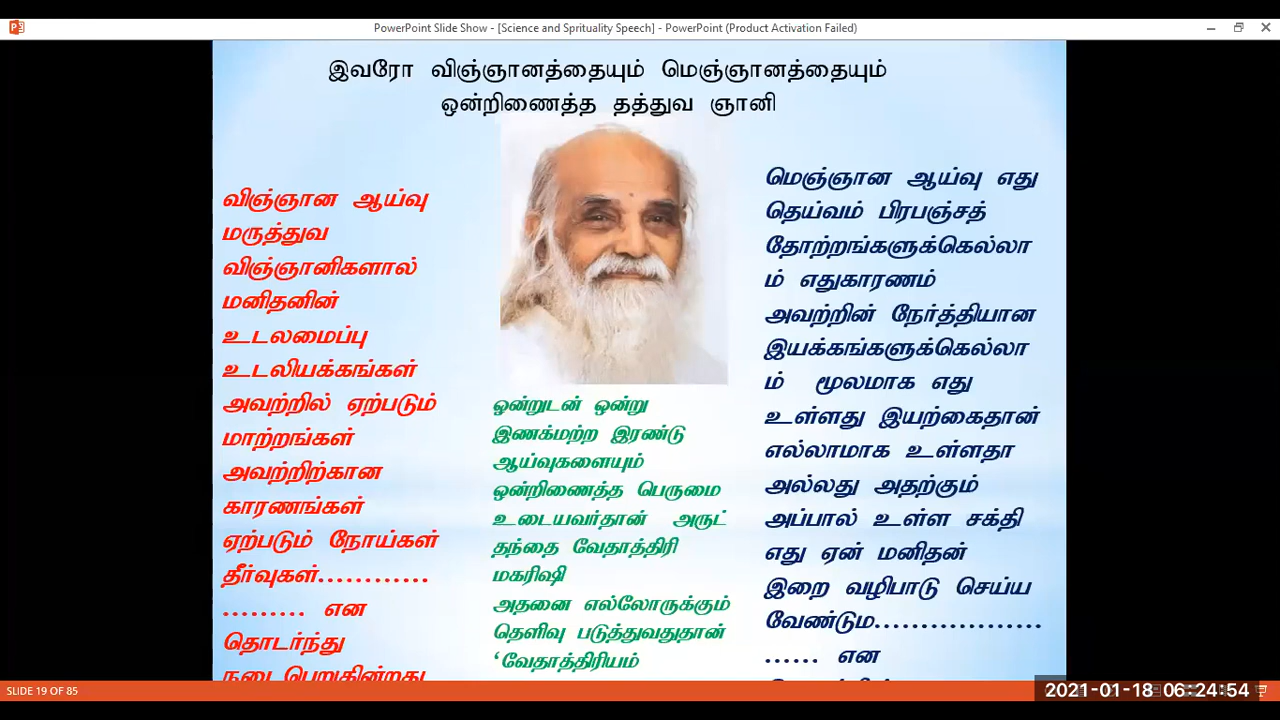 PowerPoint Slide Show - [Science and Sprituality Speech] - PowerPoint (Product Activation Failed)
இவரோ விஞ்ஞானத்தையும் மெஞ்ஞானத்தையும்
ஒன்றிணைத்த தத்துவ ஞானி
விஞ்ஞான ஆய்வு
மருத்துவ
விஞ்ஞானிகளால்
மனிதனின்
உடலமைப்பு
உடலியக்கங்கள்
அவற்றில் ஏற்படும்
மாற்றங்கள்
அவற்றிற்கான
காரணங்கள்
ஏற்படும் நோய்கள்
தீர்வுகள்............
......... என
தொடர்ந்து
நடைபெறுகின்றது
ஒன்றுடன் ஒன்று
இணக்மற்ற இரண்டு
ஆய்வுகளையும்
ஒன்றிணைத்த பெருமை
உடையவர்தான் அருட்
தந்தை வேதாத்திரி
மகரிஷி
அதனை எல்லோருக்கும்
தெளிவு படுத்துவதுதான்
‘வேதாத்திரியம்
மெஞ்ஞான ஆய்வு எது
தெய்வம் பிரபஞ்சத்
தோற்றங்களுக்கெல்லா
ம் எதுகாரணம்
அவற்றின் நேர்த்தியான
இயக்கங்களுக்கெல்லா
ம் மூலமாக எது
உள்ளது இயற்கைதான்
எல்லாமாக உள்ளதா
அல்லது அதற்கும்
அப்பால் உள்ள சக்தி
எது ஏன் மனிதன்
இறை வழிபாடு செய்ய
வேண்டும..................
...... என
SLIDE 19 OF 85
2021-01-18 06:24:54